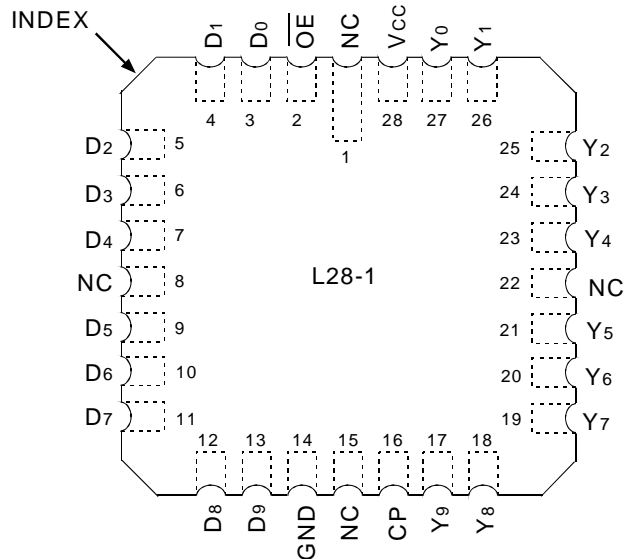 INDEX
D1 D0 OE NC VCC Y0 Y1
4 3 2 1 28 27 26
D2 5 25 Y2
D3 6 24 Y3
D4 7 23 Y4
NC 8 L28-1 22 NC
D5 9 21 Y5
D6 10 20 Y6
D7 11 19 Y7
12 13 14 15 16 17 18
D8 D9 GND NC CP Y9 Y8